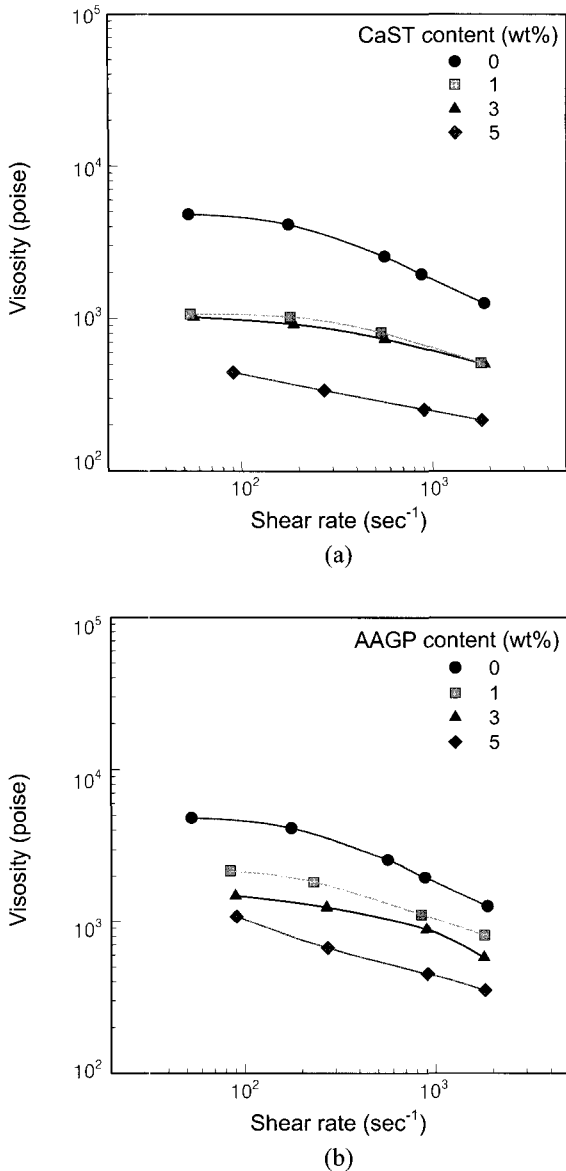 10^5
CaST content (wt%)
0
1
3
5
10^4
10^3
10^2
Visosity (poise)
10^2
10^3
Shear rate (sec^-1)
(a)
10^5
AAGP content (wt%)
0
1
3
5
10^4
10^3
10^2
Visosity (poise)
10^2
10^3
Shear rate (sec^-1)
(b)